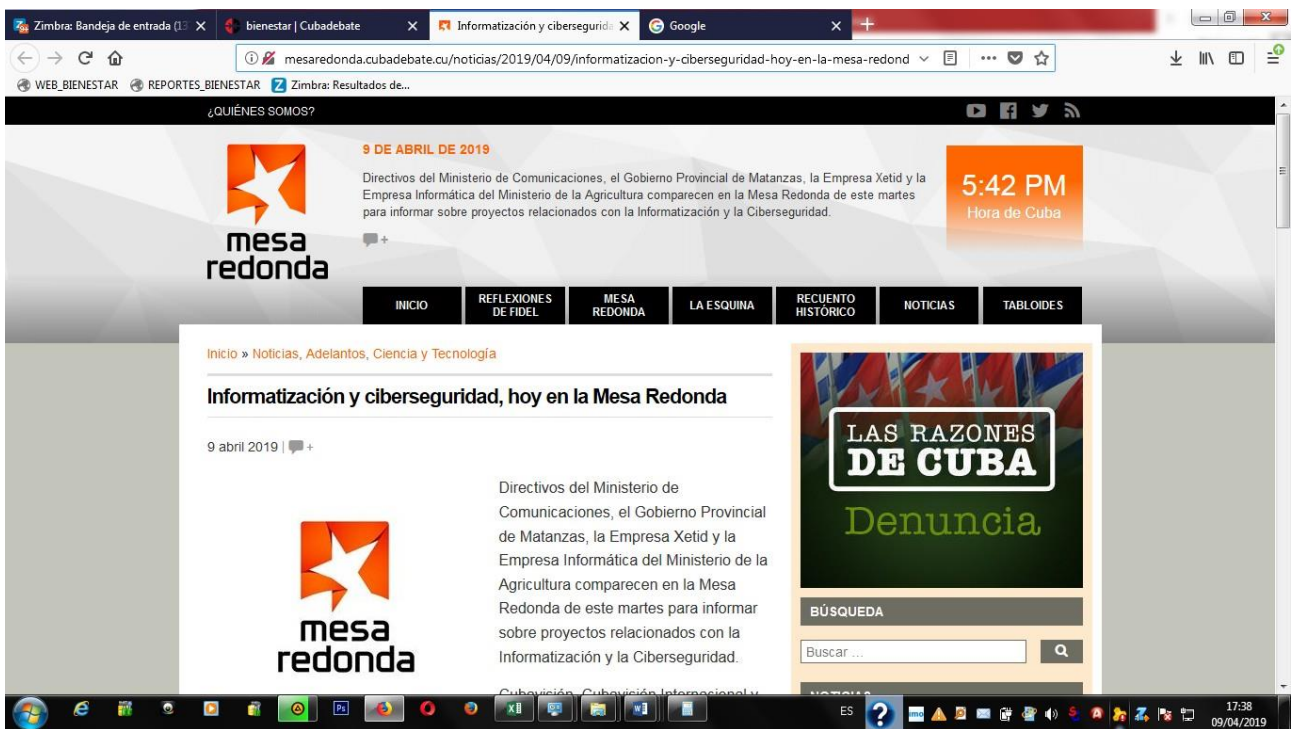 Zimbra: Bandeja de entrada (13
bienestar | Cubadebate
Informatización y cibersegurida
Google
mesaredonda.cubadebate.cu/noticias/2019/04/09/informatizacion-y-ciberseguridad-hoy-en-la-mesa-redond
WEB_BIENESTAR
REPORTES_BIENESTAR
Zimbra: Resultados de...
¿QUIÉNES SOMOS?
mesa
redonda
9 DE ABRIL DE 2019
Directivos del Ministerio de Comunicaciones, el Gobierno Provincial de Matanzas, la Empresa Xetid y la
Empresa Informática del Ministerio de la Agricultura comparecen en la Mesa Redonda de este martes
para informar sobre proyectos relacionados con la Informatización y la Ciberseguridad.
+
5:42 PM
Hora de Cuba
INICIO
REFLEXIONES
DE FIDEL
MESA
REDONDA
LA ESQUINA
RECUENTO
HISTÓRICO
NOTICIAS
TABLOIDES
Inicio » Noticias, Adelantos, Ciencia y Tecnología
Informatización y ciberseguridad, hoy en la Mesa Redonda
9 abril 2019 | +
mesa
redonda
Directivos del Ministerio de
Comunicaciones, el Gobierno Provincial
de Matanzas, la Empresa Xetid y la
Empresa Informática del Ministerio de la
Agricultura comparecen en la Mesa
Redonda de este martes para informar
sobre proyectos relacionados con la
Informatización y la Ciberseguridad.
Cubavisión, Cubavisión Internacional y
LAS RAZONES
DE CUBA
Denuncia
BÚSQUEDA
Buscar ...
NOTICIAS
Ps
ES
imo
17:38
09/04/2019